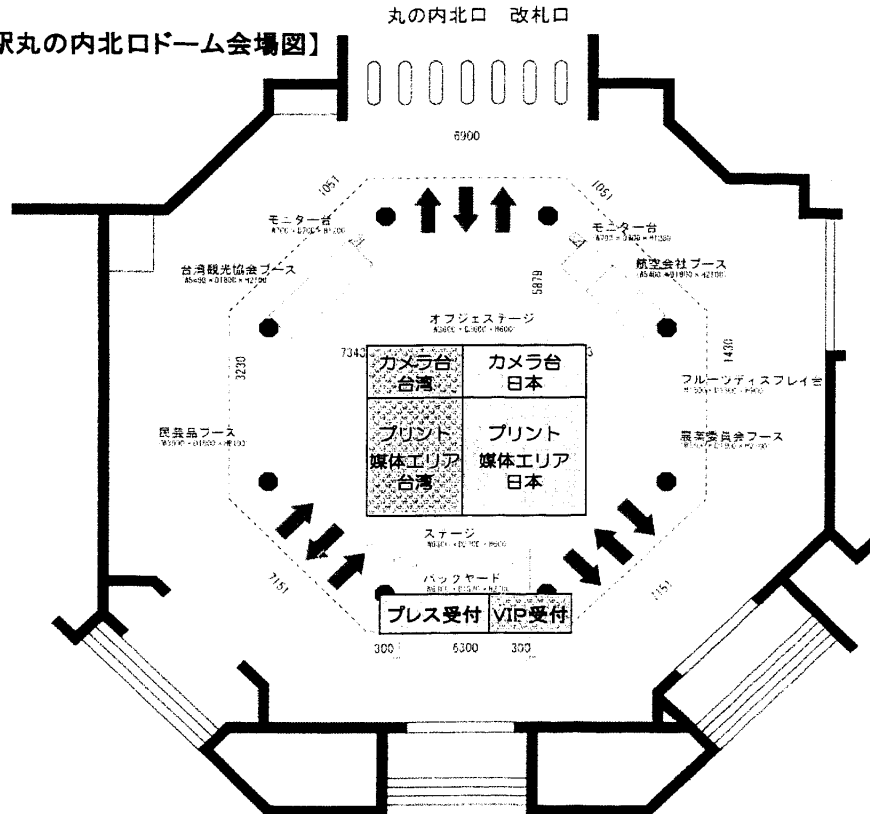 丸の内北口 改札口
駅丸の内北口ドーム会場図】
6900
1051
1051
モニター台
モニター台
台湾観光協会ブース
航空会社ブース
5879
オブジェステージ
7343
3230
1430
カメラ台
台湾
カメラ台
日本
フルーツディスプレイ台
民芸品ブース
プリント
媒体エリア
台湾
プリント
媒体エリア
日本
農業委員会ブース
ステージ
7151
7151
バックヤード
プレス受付
VIP受付
300
6300
300